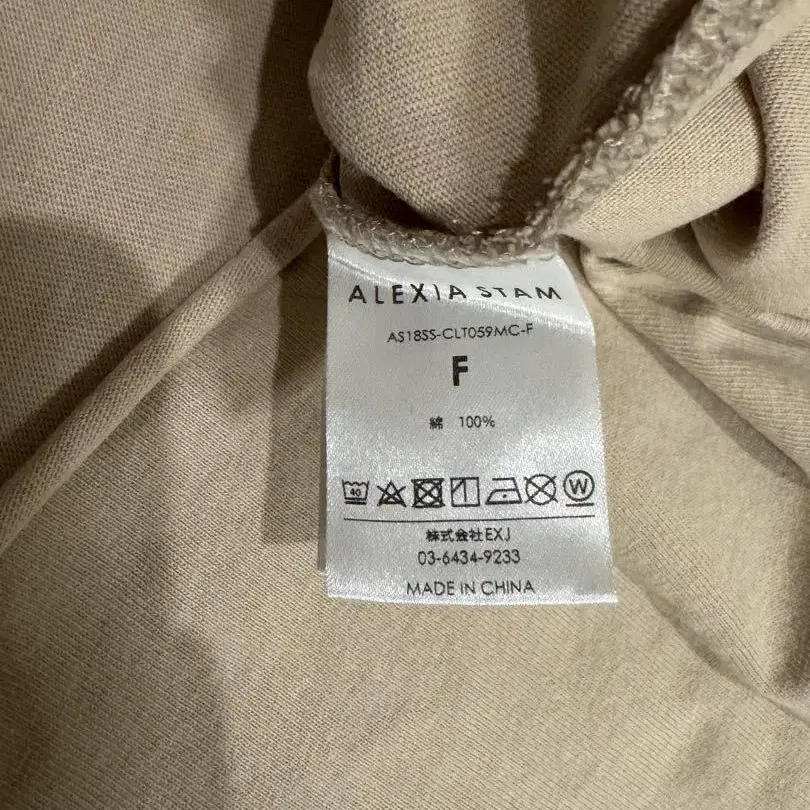 ALEXIA STAM
AS18SS-CLT059MC-F
F
綿 100%
40 W
株式会社EXJ
03-6434-9233
MADE IN CHINA